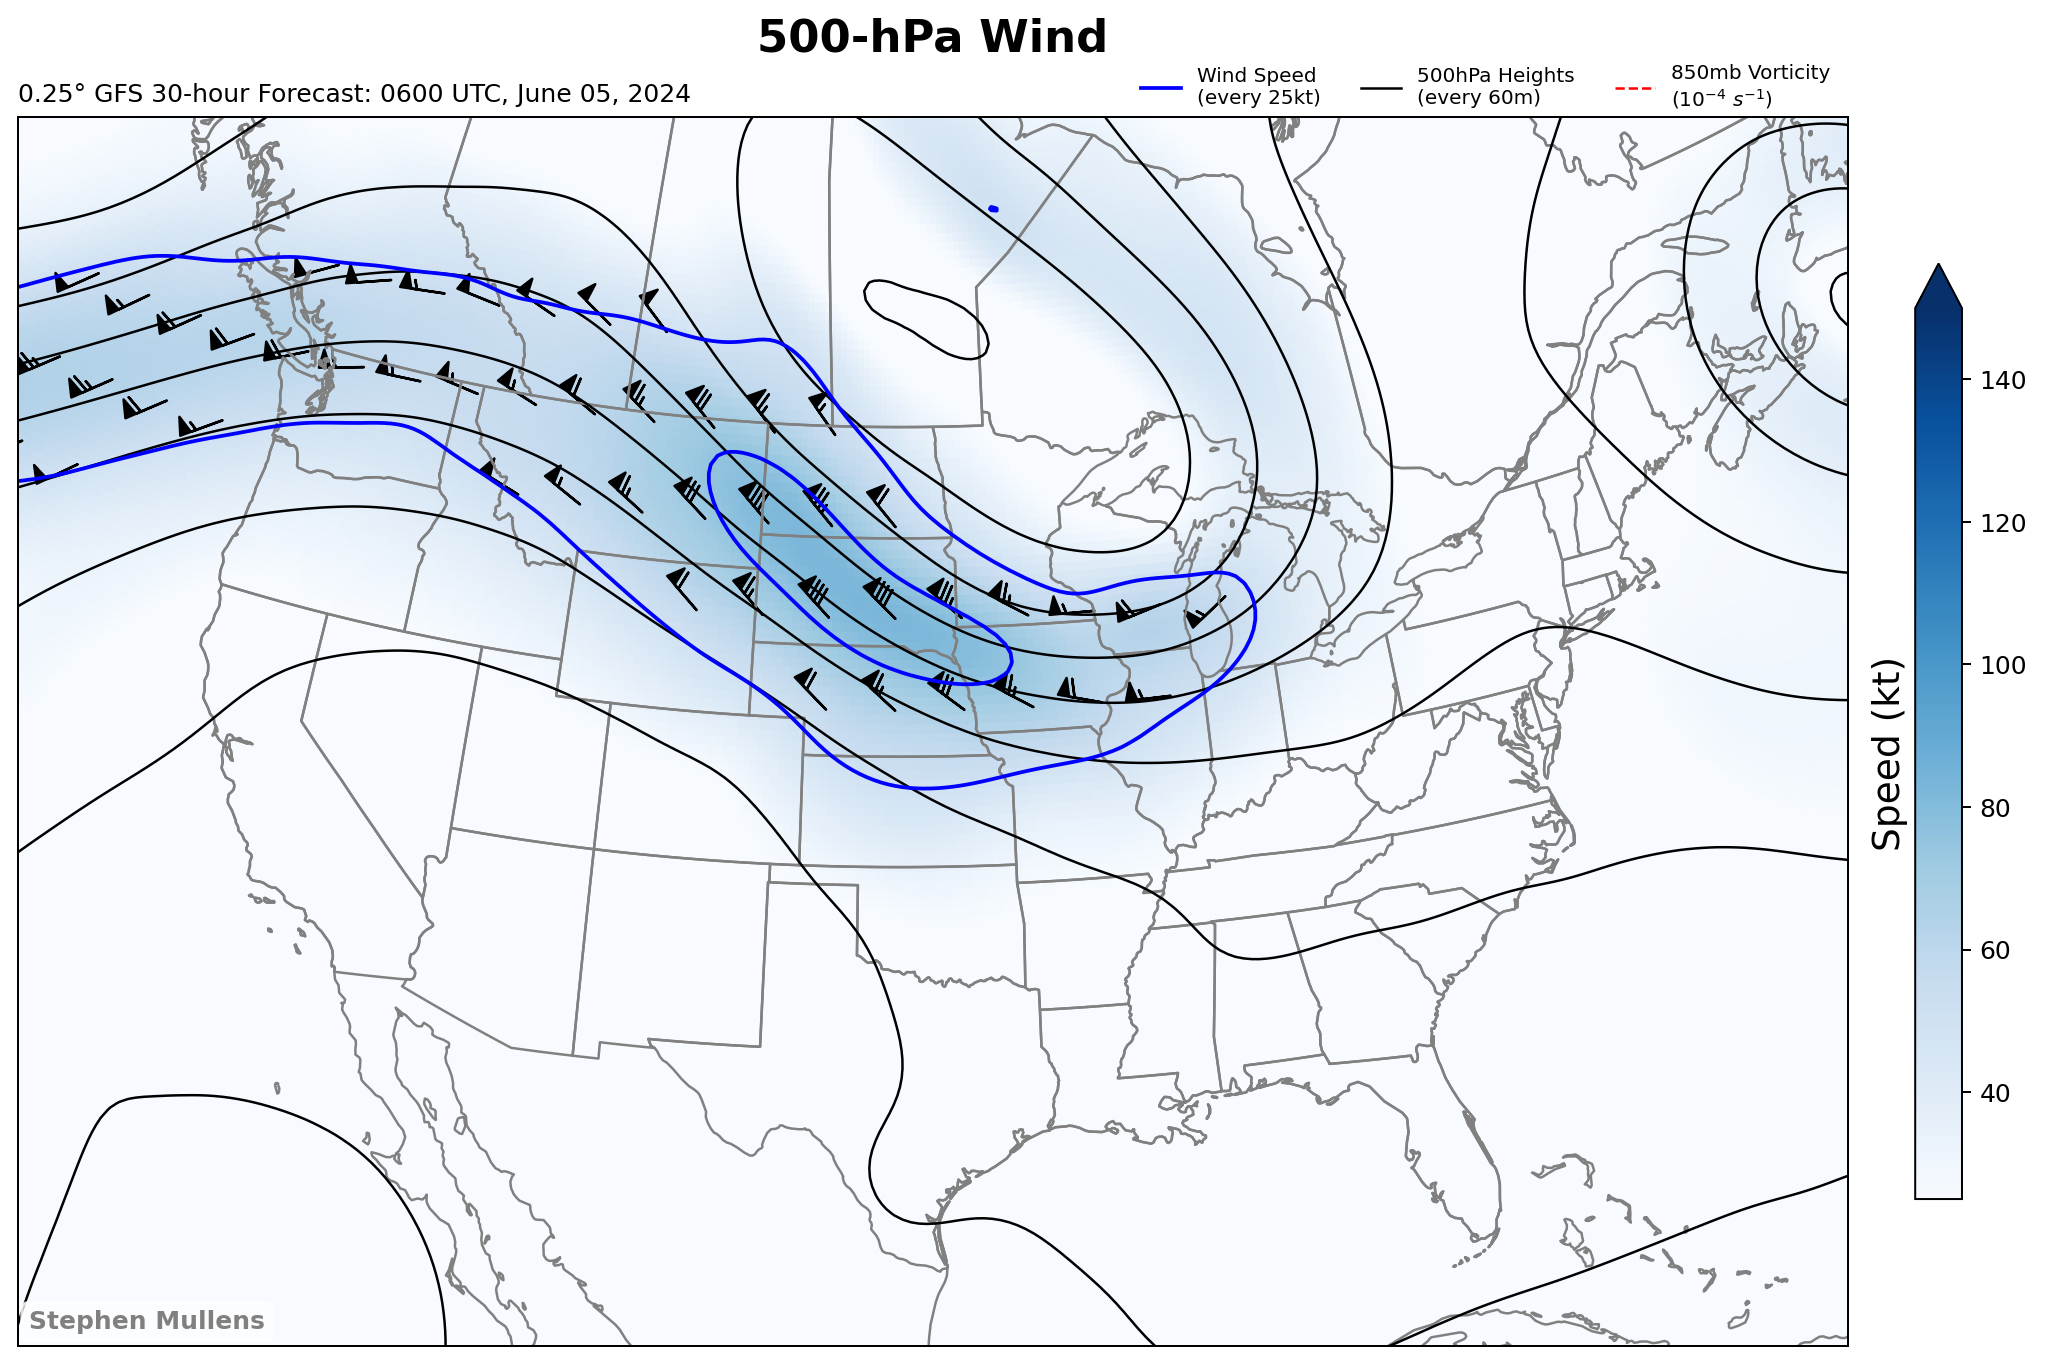 500-hPa Wind
0.25° GFS 30-hour Forecast: 0600 UTC, June 05, 2024
Wind Speed
(every 25kt)
500hPa Heights
(every 60m)
850mb Vorticity
(10⁻⁴ s⁻¹)
140
120
100
80
60
40
Speed (kt)
Stephen Mullens